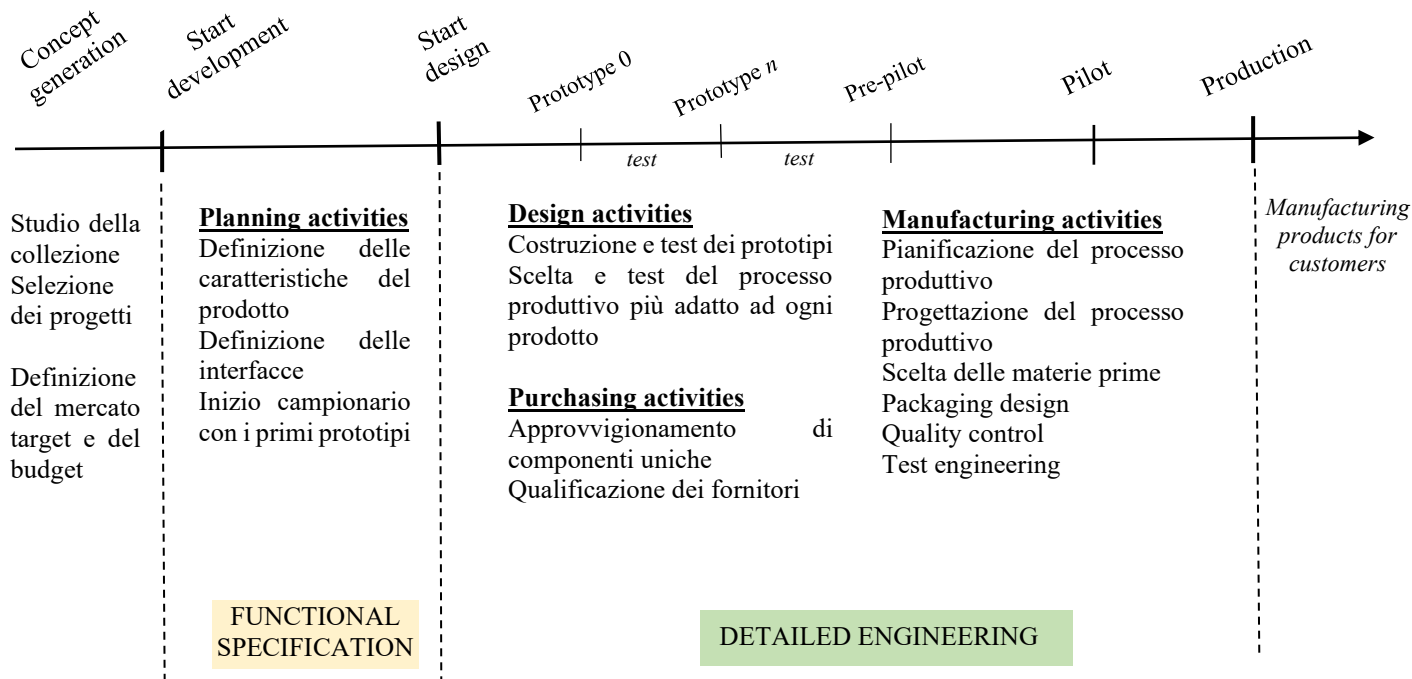 Concept
generation
Start
development
Start
design
Prototype 0
Prototype n
Pre-pilot
Pilot
Production
test
test
Studio della
collezione
Selezione
dei progetti
Definizione
del mercato
target e del
budget
Planning activities
Definizione delle
caratteristiche del
prodotto
Definizione delle
interfacce
Inizio campionario
con i primi prototipi
Design activities
Costruzione e test dei prototipi
Scelta e test del processo
produttivo più adatto ad ogni
prodotto
Purchasing activities
Approvvigionamento di
componenti uniche
Qualificazione dei fornitori
Manufacturing activities
Pianificazione del processo
produttivo
Progettazione del processo
produttivo
Scelta delle materie prime
Packaging design
Quality control
Test engineering
Manufacturing
products for
customers
FUNCTIONAL
SPECIFICATION
DETAILED ENGINEERING